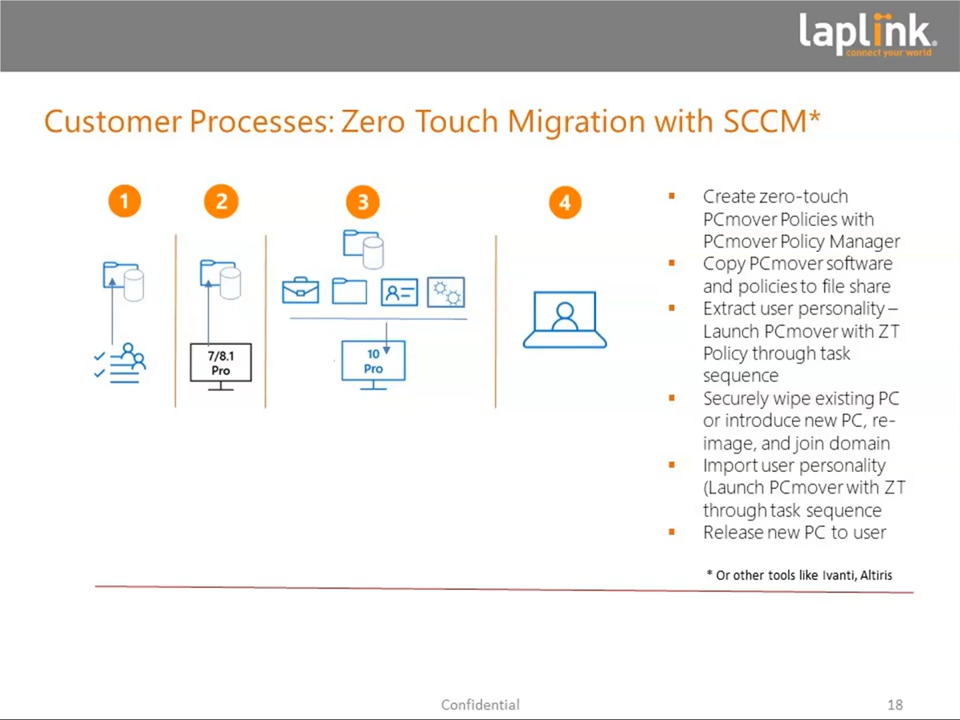 laplink®
connect your world
Customer Processes: Zero Touch Migration with SCCM*
1
2
3
4
7/8.1
Pro
10
Pro
▪ Create zero-touch
PCmover Policies with
PCmover Policy Manager
▪ Copy PCmover software
and policies to file share
▪ Extract user personality –
Launch PCmover with ZT
Policy through task
sequence
▪ Securely wipe existing PC
or introduce new PC, re-
image, and join domain
▪ Import user personality
(Launch PCmover with ZT
through task sequence
▪ Release new PC to user
* Or other tools like Ivanti, Altiris
Confidential
18